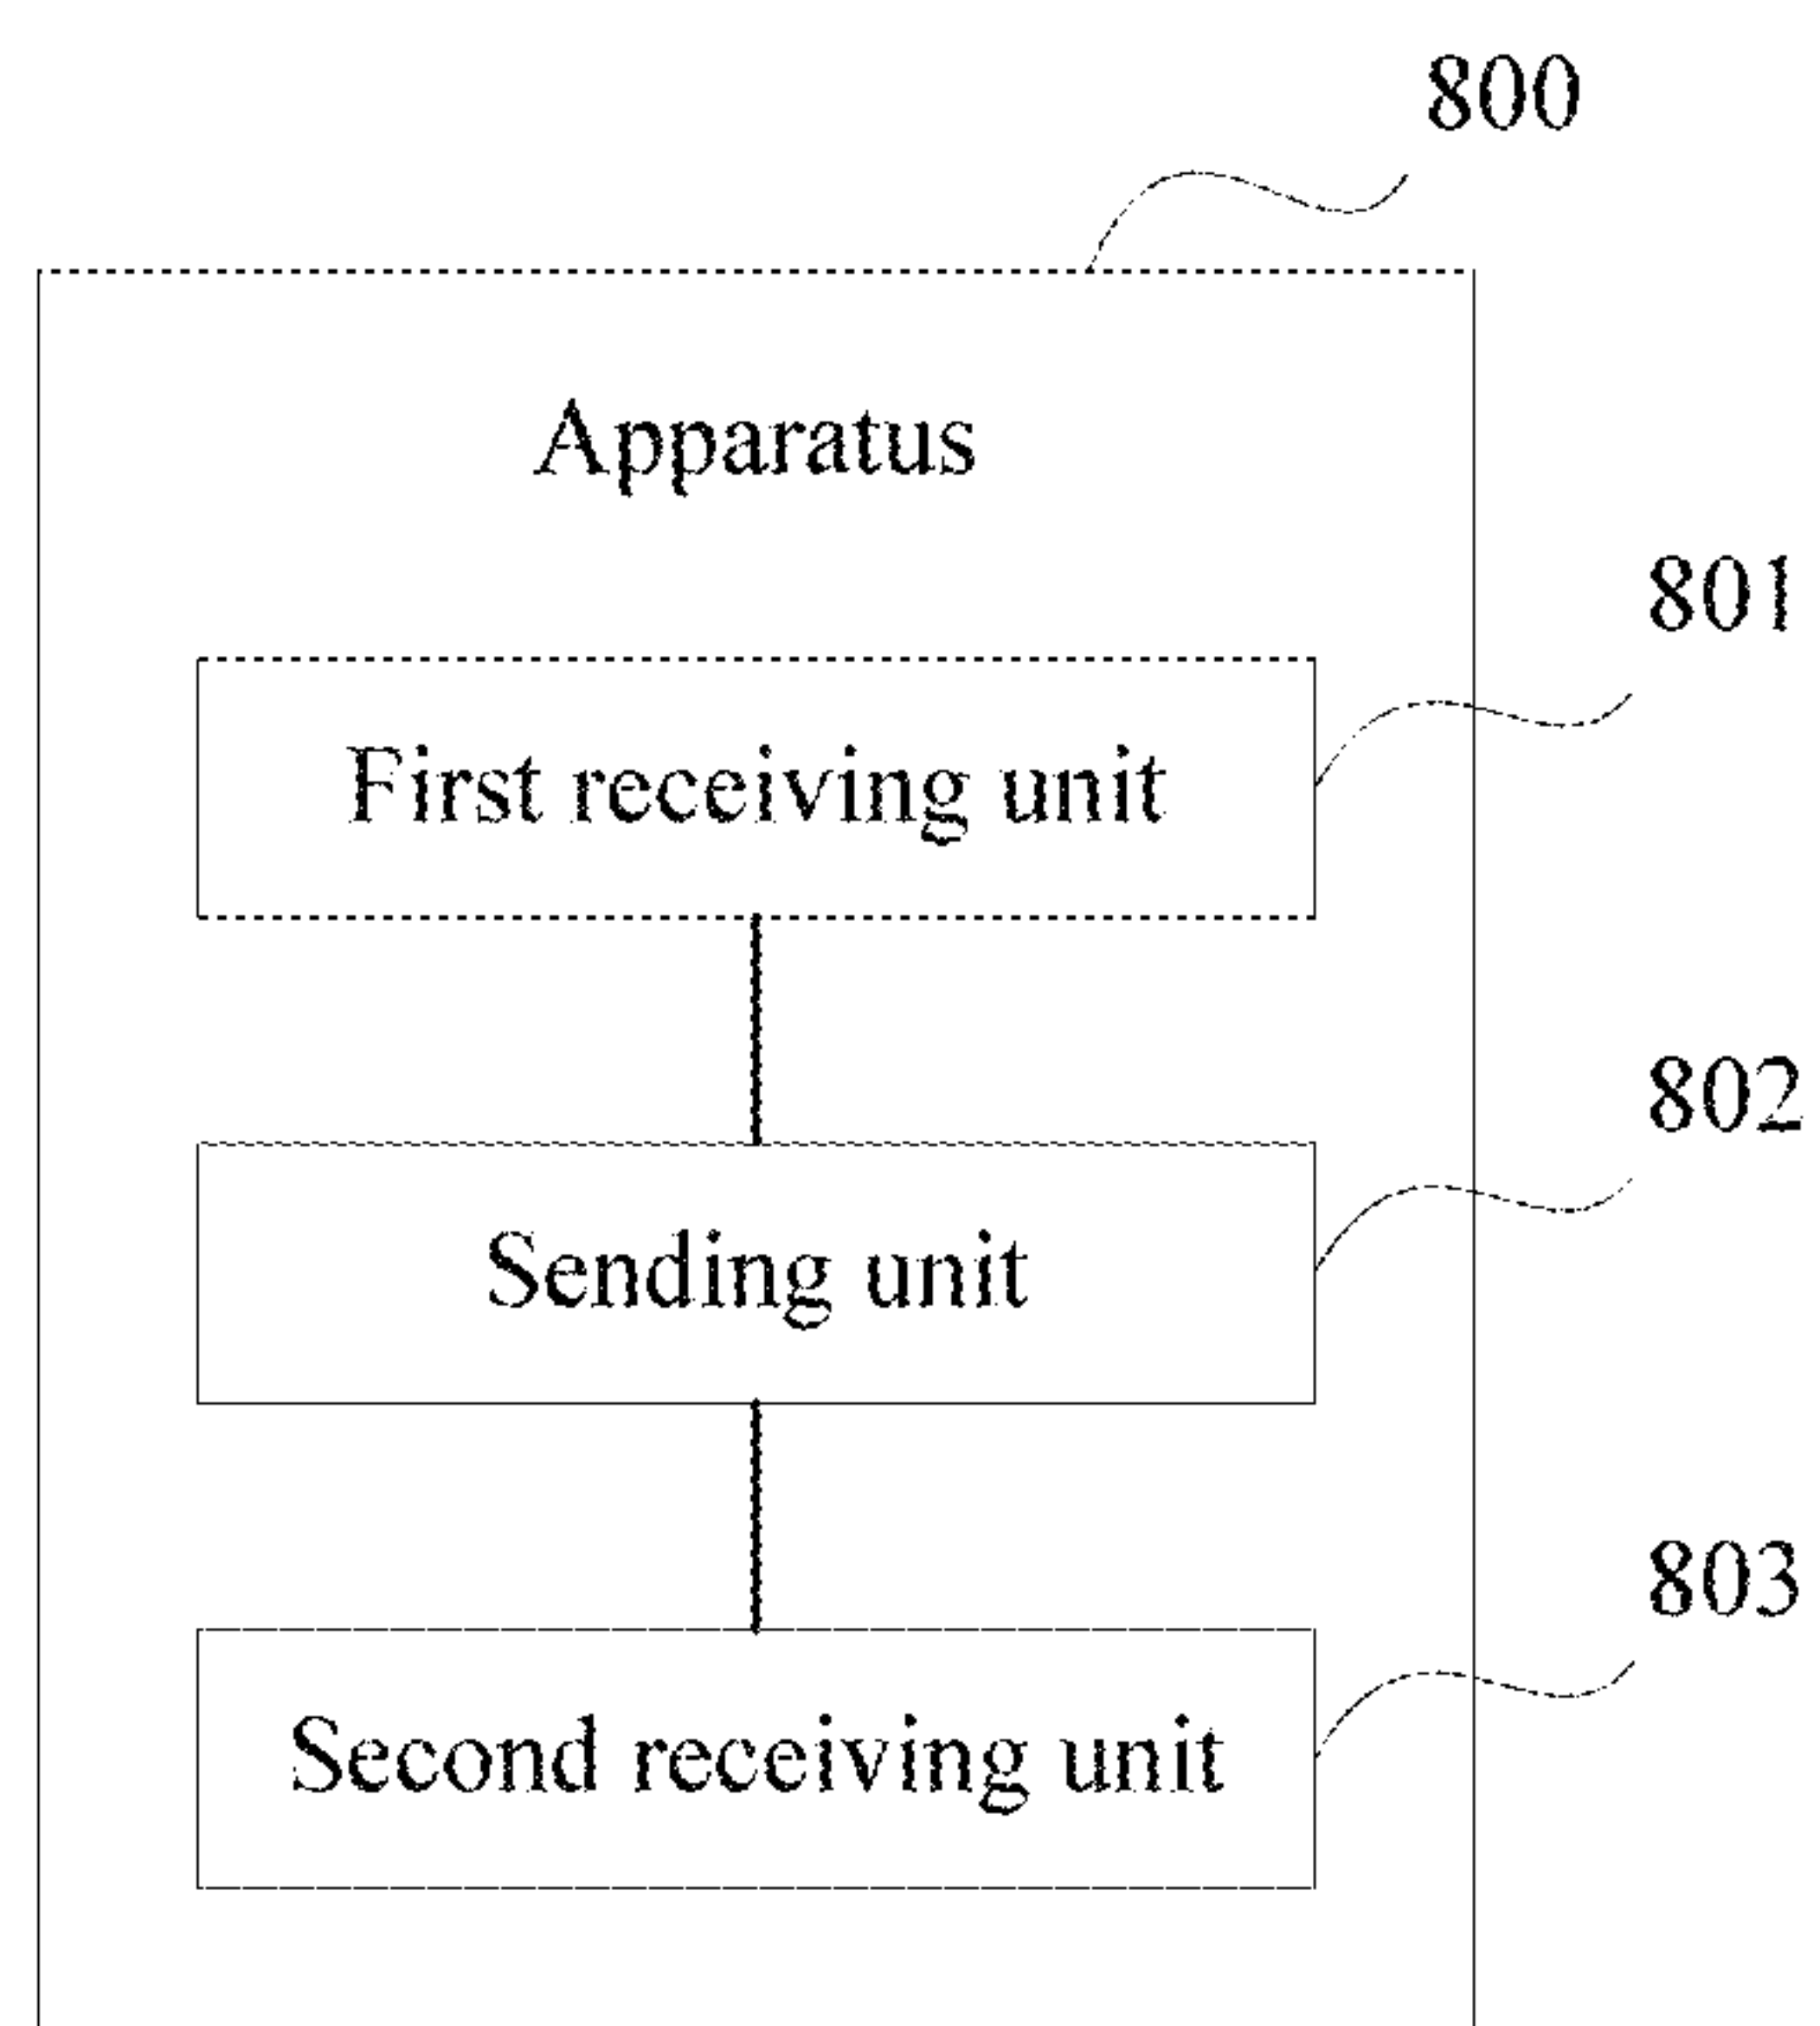 800
Apparatus
801
First receiving unit
802
Sending unit
803
Second receiving unit